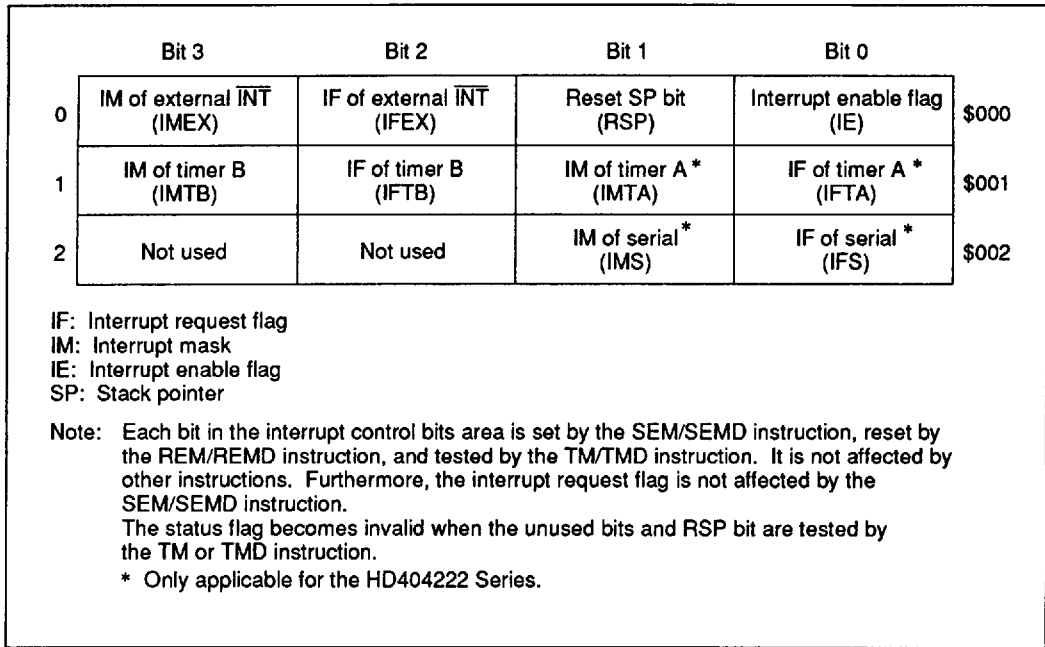 Bit 3 Bit 2 Bit 1 Bit 0
0 IM of external INT (IMEX) IF of external INT (IFEX) Reset SP bit (RSP) Interrupt enable flag (IE) $000
1 IM of timer B (IMTB) IF of timer B (IFTB) IM of timer A * (IMTA) IF of timer A * (IFTA) $001
2 Not used Not used IM of serial * (IMS) IF of serial * (IFS) $002
IF: Interrupt request flag
IM: Interrupt mask
IE: Interrupt enable flag
SP: Stack pointer
Note: Each bit in the interrupt control bits area is set by the SEM/SEMD instruction, reset by
the REM/REMD instruction, and tested by the TM/TMD instruction. It is not affected by
other instructions. Furthermore, the interrupt request flag is not affected by the
SEM/SEMD instruction.
The status flag becomes invalid when the unused bits and RSP bit are tested by
the TM or TMD instruction.
* Only applicable for the HD404222 Series.